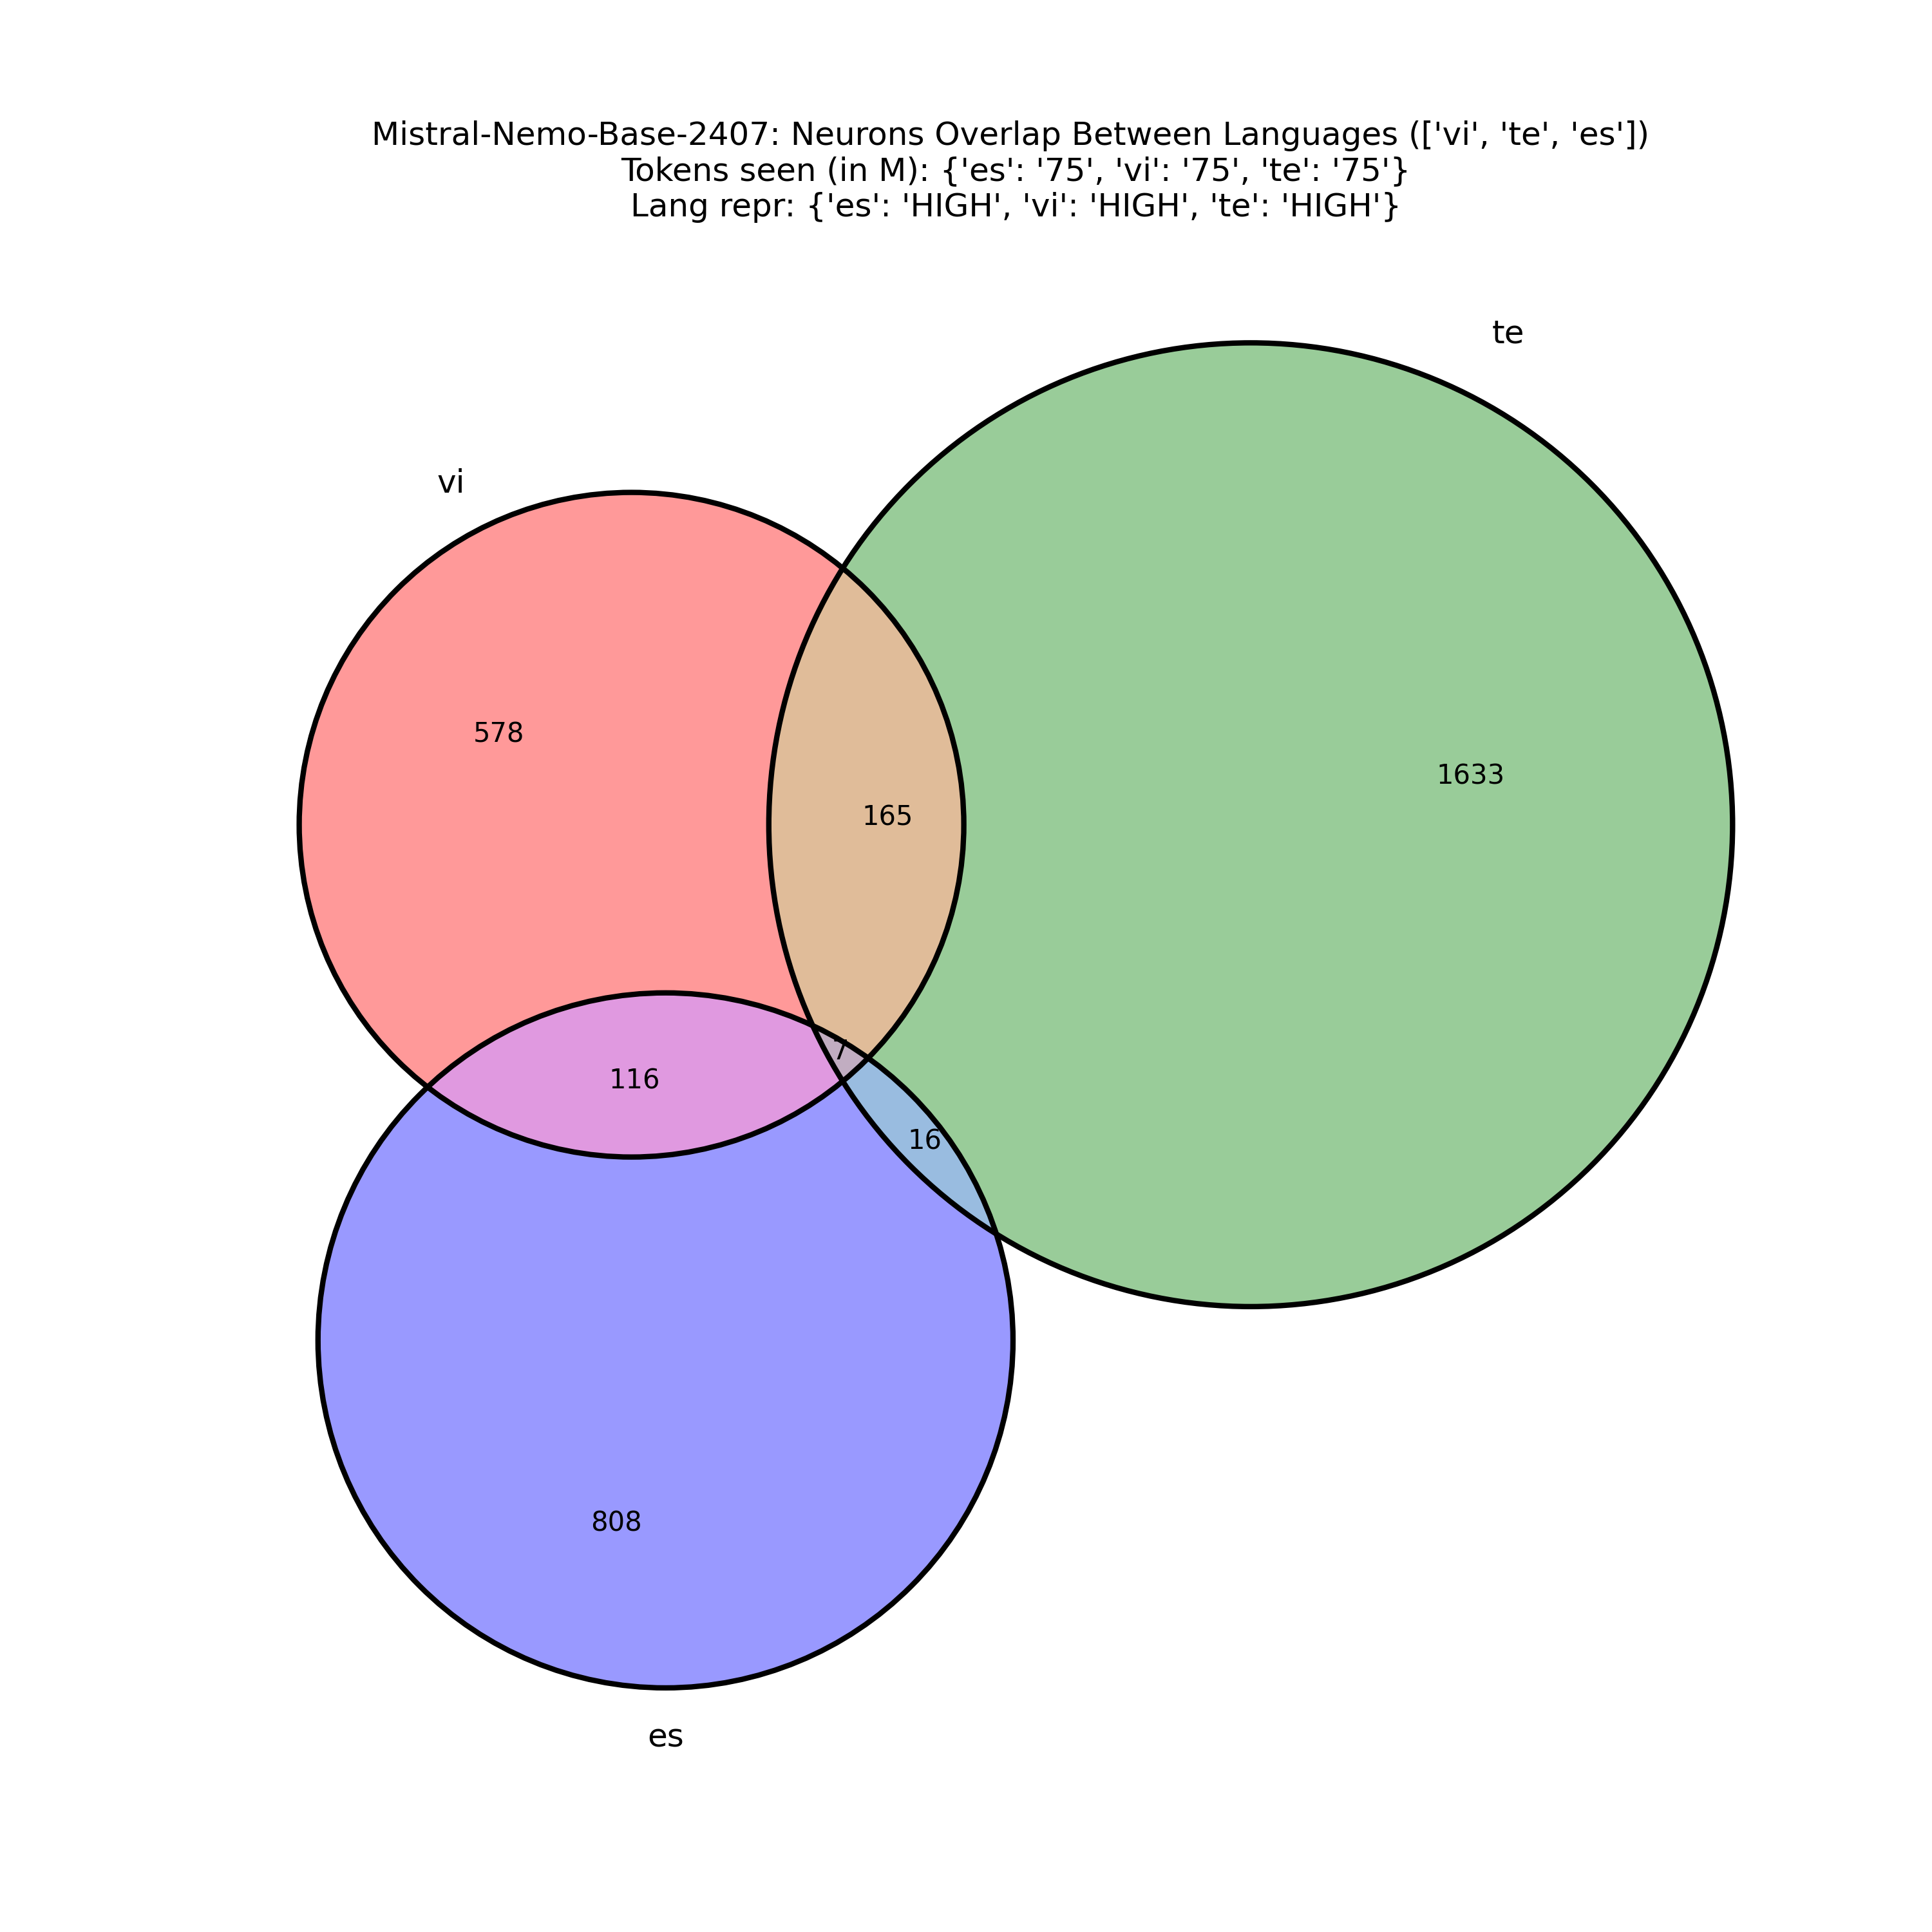 Mistral-Nemo-Base-2407: Neurons Overlap Between Languages (['vi', 'te', 'es'])
Tokens seen (in M): {'es': '75', 'vi': '75', 'te': '75'}
Lang repr: {'es': 'HIGH', 'vi': 'HIGH', 'te': 'HIGH'}
te
vi
578
1633
165
7
116
16
808
es